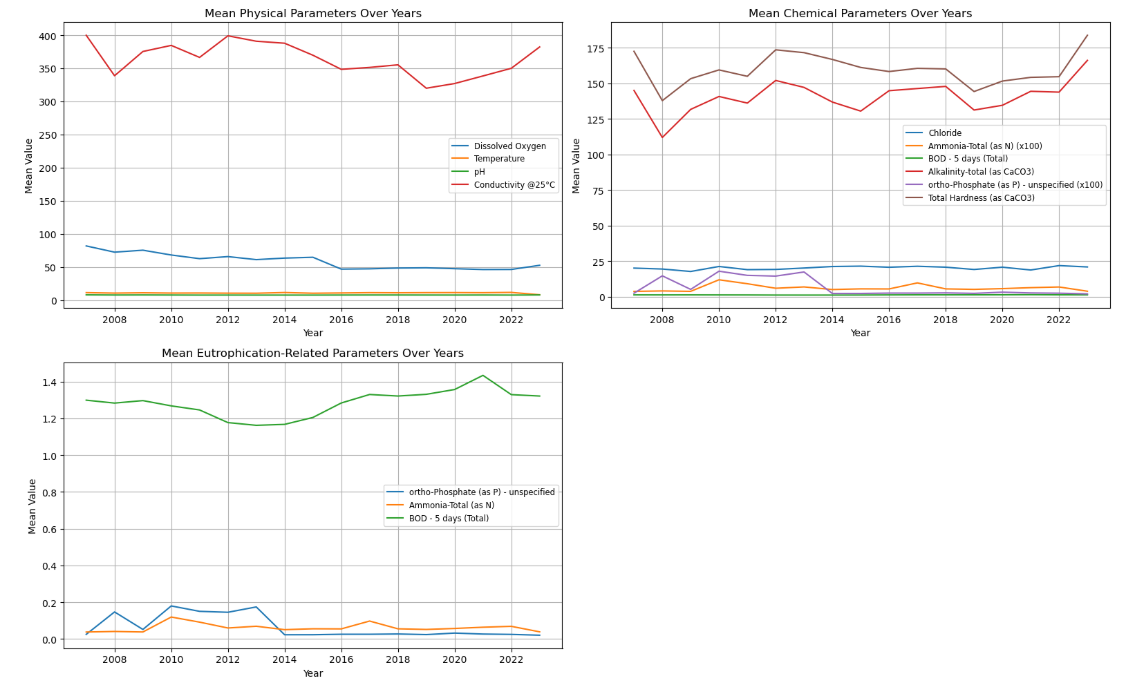 Mean Physical Parameters Over Years
Mean Value
400
350
300
250
200
150
100
50
0
Dissolved Oxygen
Temperature
pH
Conductivity @25°C
2008 2010 2012 2014 2016 2018 2020 2022
Year
Mean Chemical Parameters Over Years
Mean Value
175
150
125
100
75
50
25
0
Chloride
Ammonia-Total (as N) (x100)
BOD - 5 days (Total)
Alkalinity-total (as CaCO3)
ortho-Phosphate (as P) - unspecified (x100)
Total Hardness (as CaCO3)
2008 2010 2012 2014 2016 2018 2020 2022
Year
Mean Eutrophication-Related Parameters Over Years
Mean Value
1.4
1.2
1.0
0.8
0.6
0.4
0.2
0.0
ortho-Phosphate (as P) - unspecified
Ammonia-Total (as N)
BOD - 5 days (Total)
2008 2010 2012 2014 2016 2018 2020 2022
Year